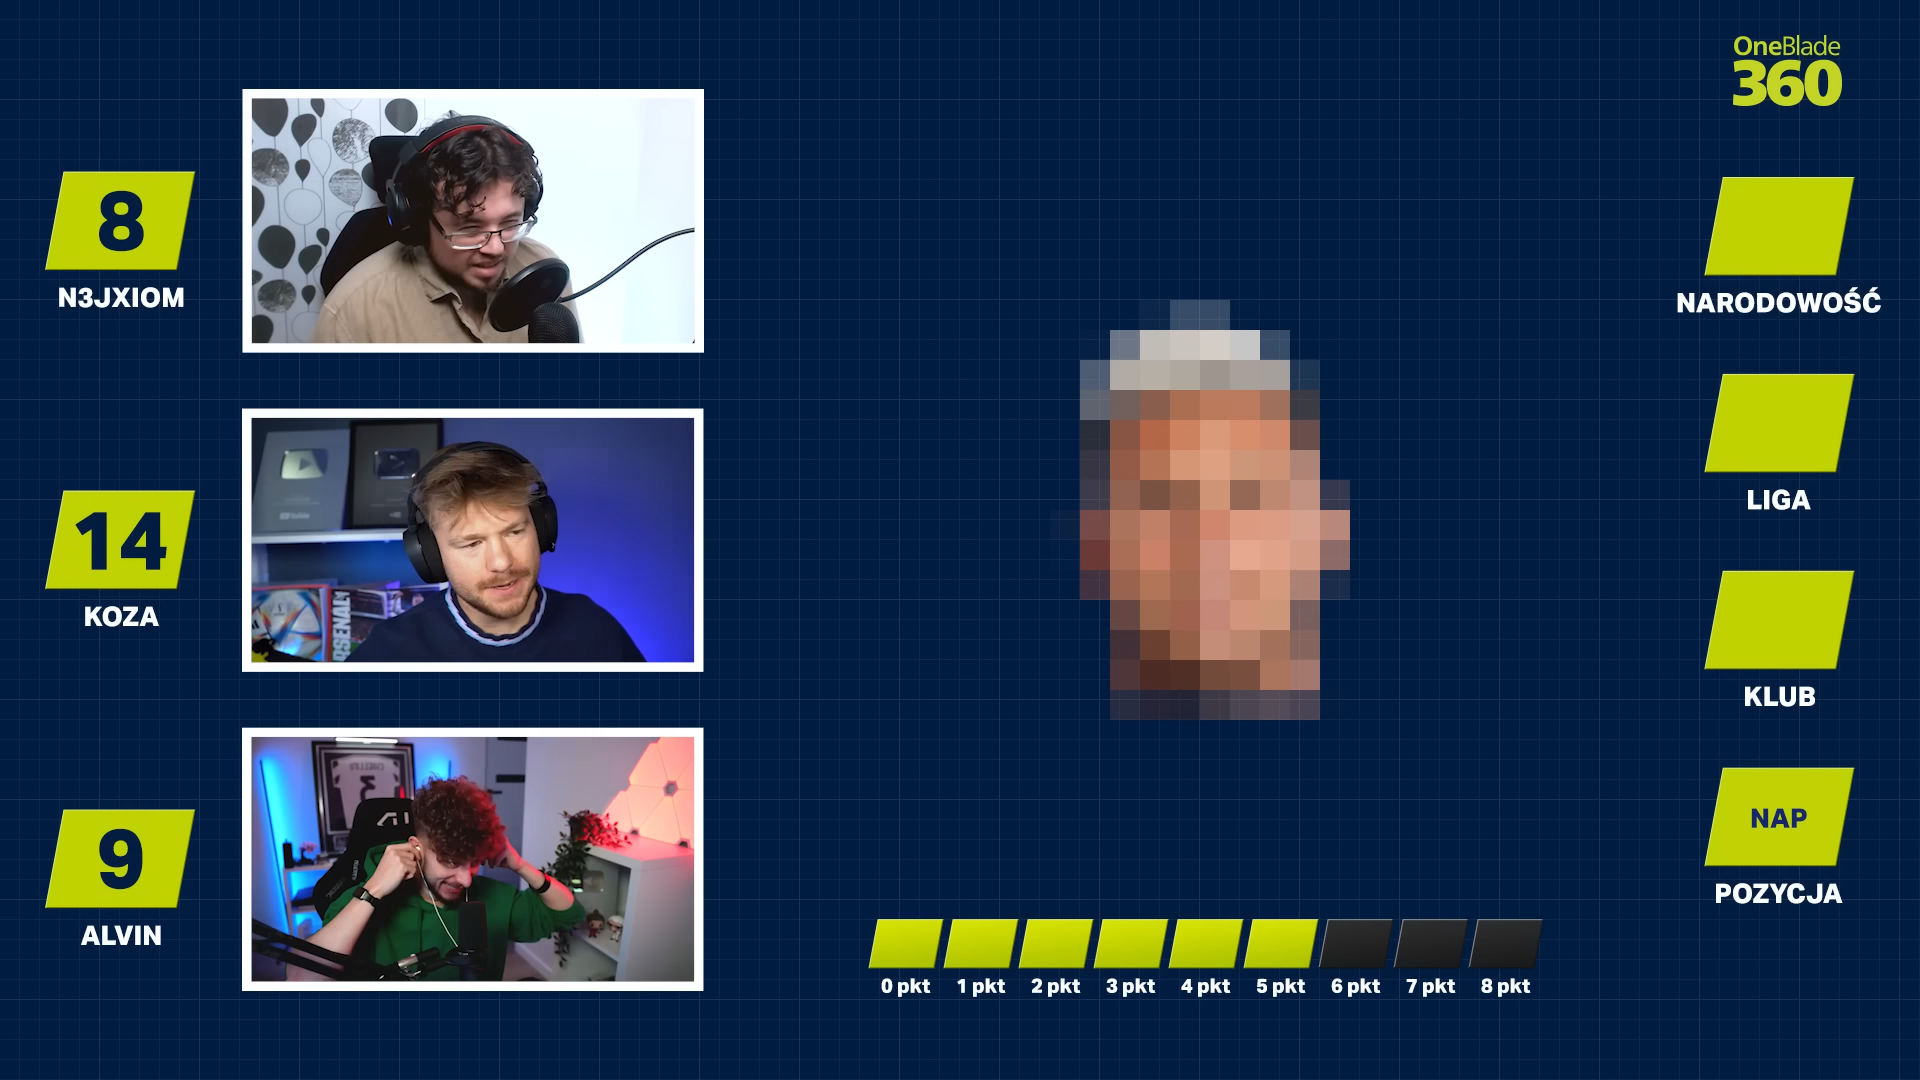 OneBlade
360
8
N3JXIOM
14
KOZA
ARSENAL
9
ALVIN
NARODOWOŚĆ
LIGA
KLUB
NAP
POZYCJA
0 pkt
1 pkt
2 pkt
3 pkt
4 pkt
5 pkt
6 pkt
7 pkt
8 pkt